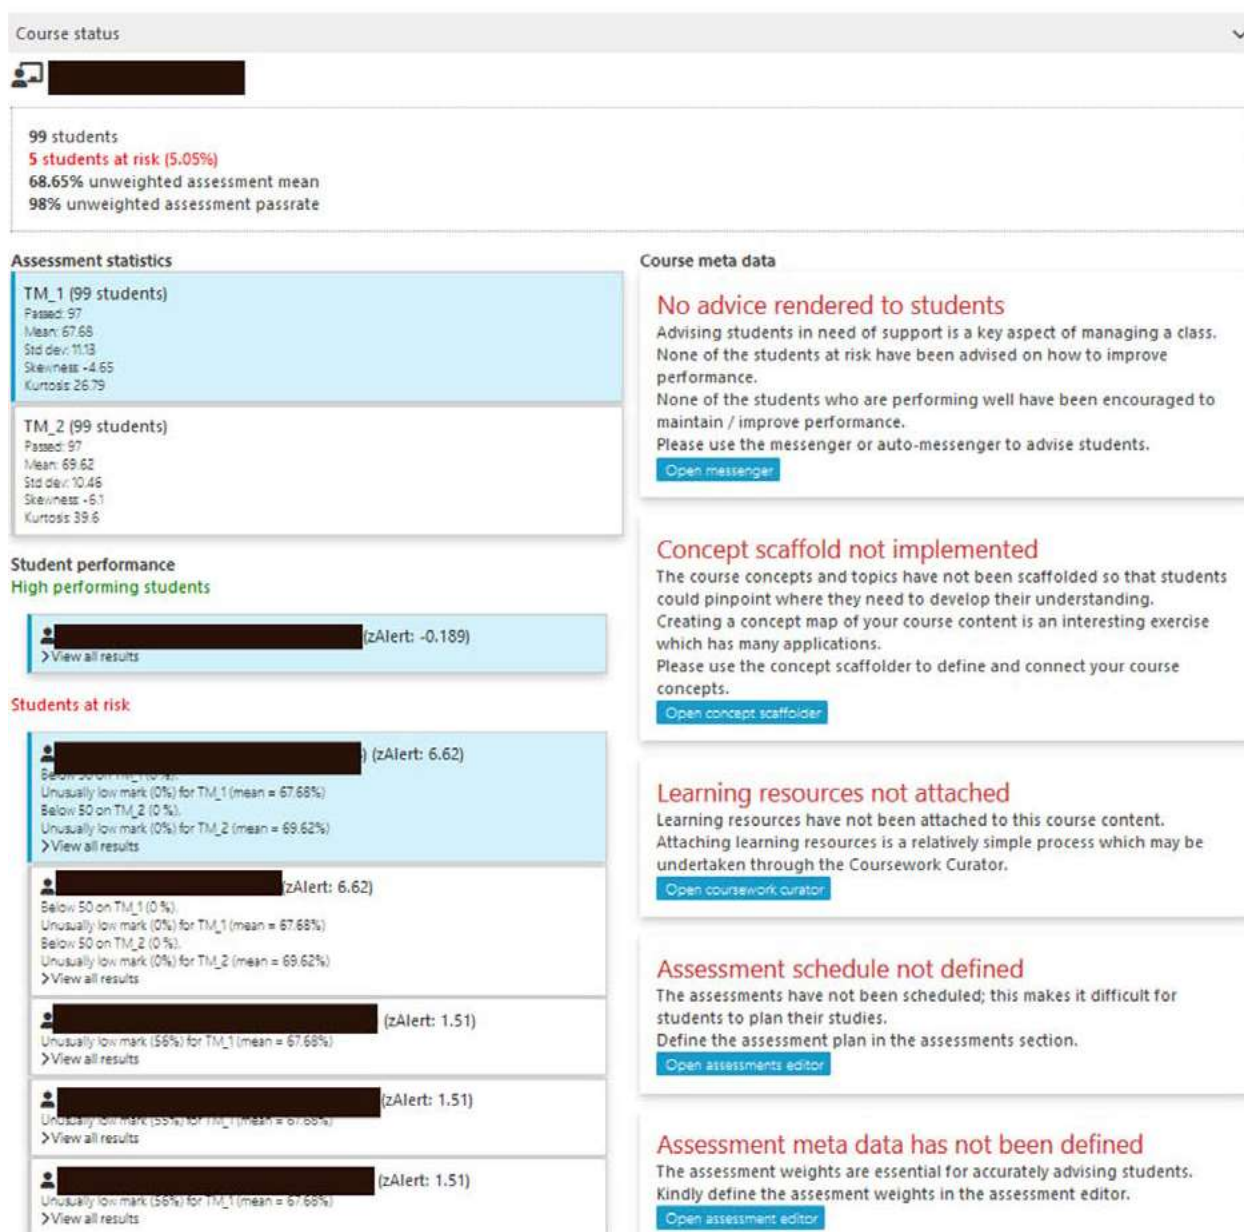 Course status
99 students
5 students at risk (5.05%)
68.65% unweighted assessment mean
98% unweighted assessment passrate
Assessment statistics
TM_1 (99 students)
Passed: 97
Mean: 67.68
Std dev: 11.13
Skewness: -4.65
Kurtosis: 26.79
TM_2 (99 students)
Passed: 97
Mean: 69.62
Std dev: 10.46
Skewness: -6.1
Kurtosis: 39.6
Student performance
High performing students
(zAlert: -0.189)
View all results
Students at risk
) (zAlert: 6.62)
Below 50 on TM_1 (0 %).
Unusually low mark (0%) for TM_1 (mean = 67.68%)
Below 50 on TM_2 (0 %).
Unusually low mark (0%) for TM_2 (mean = 69.62%)
View all results
(zAlert: 6.62)
Below 50 on TM_1 (0 %).
Unusually low mark (0%) for TM_1 (mean = 67.68%)
Below 50 on TM_2 (0 %).
Unusually low mark (0%) for TM_2 (mean = 69.62%)
View all results
(zAlert: 1.51)
Unusually low mark (56%) for TM_1 (mean = 67.68%)
View all results
(zAlert: 1.51)
Unusually low mark (55%) for TM_1 (mean = 67.68%)
View all results
(zAlert: 1.51)
Unusually low mark (56%) for TM_1 (mean = 67.68%)
View all results
Course meta data
No advice rendered to students
Advising students in need of support is a key aspect of managing a class.
None of the students at risk have been advised on how to improve
performance.
None of the students who are performing well have been encouraged to
maintain / improve performance.
Please use the messenger or auto-messenger to advise students.
Open messenger
Concept scaffold not implemented
The course concepts and topics have not been scaffolded so that students
could pinpoint where they need to develop their understanding.
Creating a concept map of your course content is an interesting exercise
which has many applications.
Please use the concept scaffolder to define and connect your course
concepts.
Open concept scaffolder
Learning resources not attached
Learning resources have not been attached to this course content.
Attaching learning resources is a relatively simple process which may be
undertaken through the Coursework Curator.
Open coursework curator
Assessment schedule not defined
The assessments have not been scheduled; this makes it difficult for
students to plan their studies.
Define the assessment plan in the assessments section.
Open assessments editor
Assessment meta data has not been defined
The assessment weights are essential for accurately advising students.
Kindly define the assesment weights in the assessment editor.
Open assessment editor